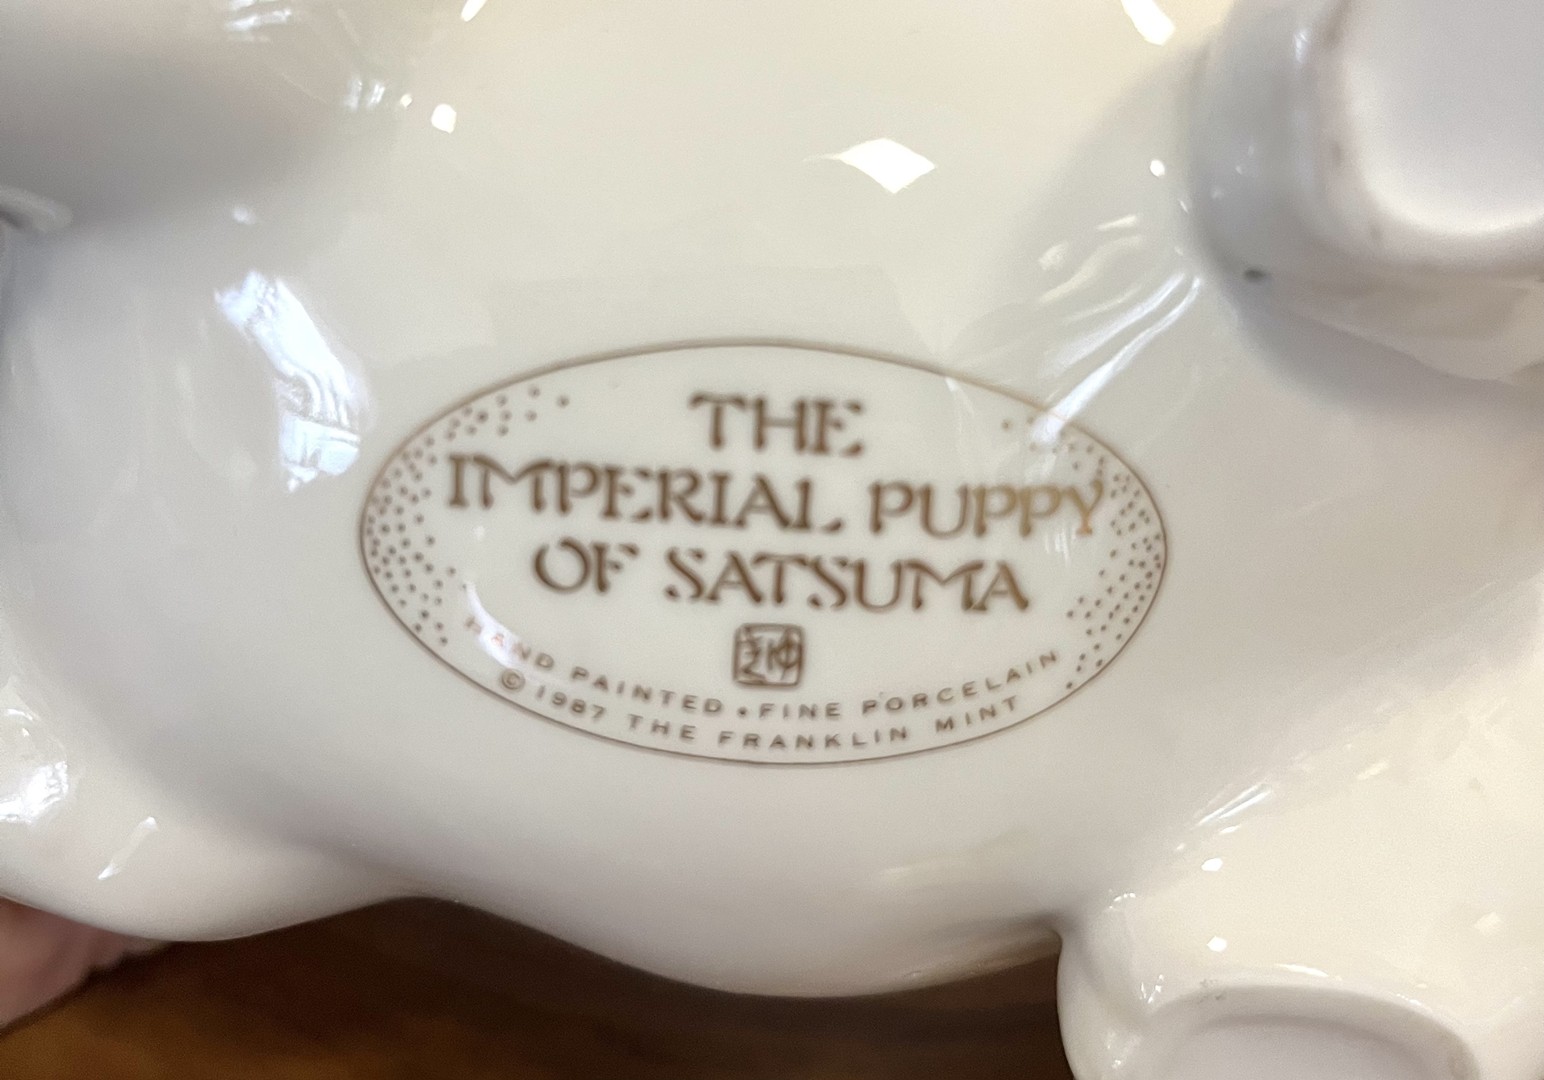 THE
IMPERIAL PUPPY
OF SATSUMA
HAND PAINTED • FINE PORCELAIN
© 1987 THE FRANKLIN MINT